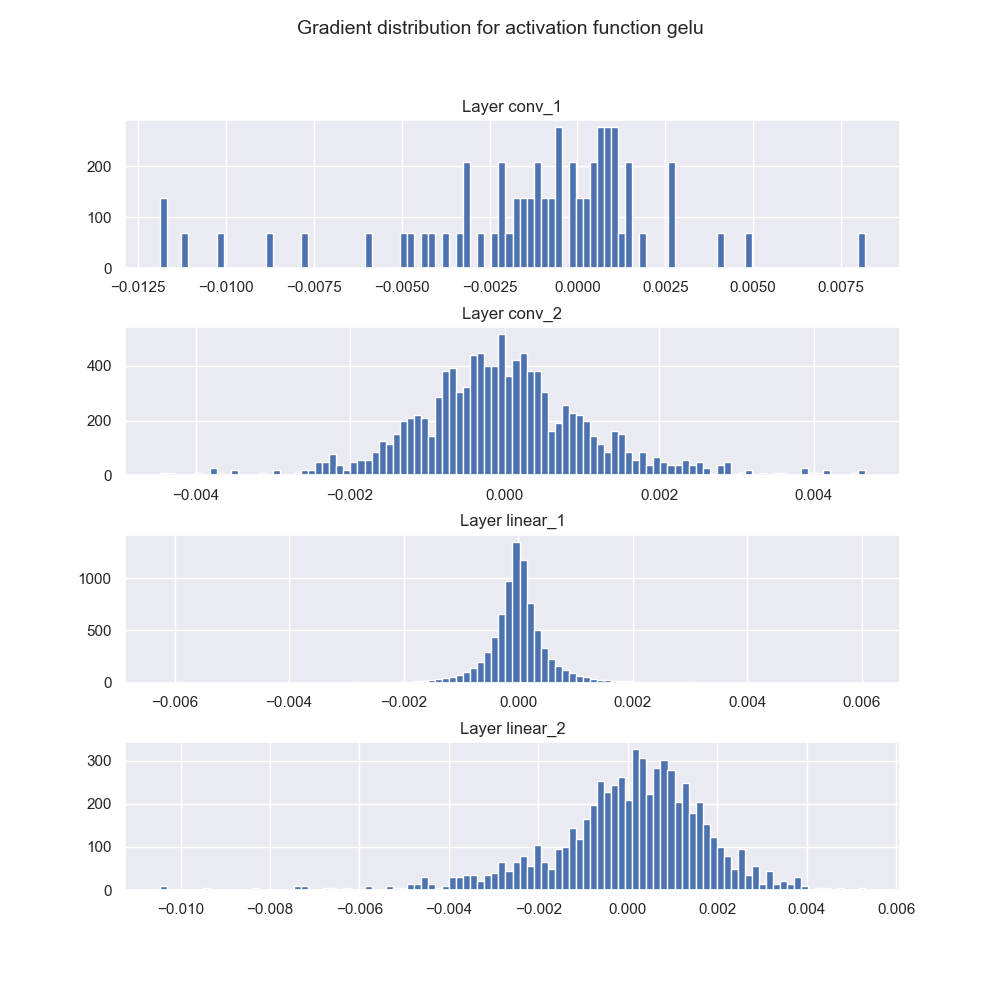 Gradient distribution for activation function gelu
Layer conv_1
200
100
0
−0.0125 −0.0100 −0.0075 −0.0050 −0.0025 0.0000 0.0025 0.0050 0.0075
Layer conv_2
400
200
0
−0.004 −0.002 0.000 0.002 0.004
Layer linear_1
1000
500
0
−0.006 −0.004 −0.002 0.000 0.002 0.004 0.006
Layer linear_2
300
200
100
0
−0.010 −0.008 −0.006 −0.004 −0.002 0.000 0.002 0.004 0.006